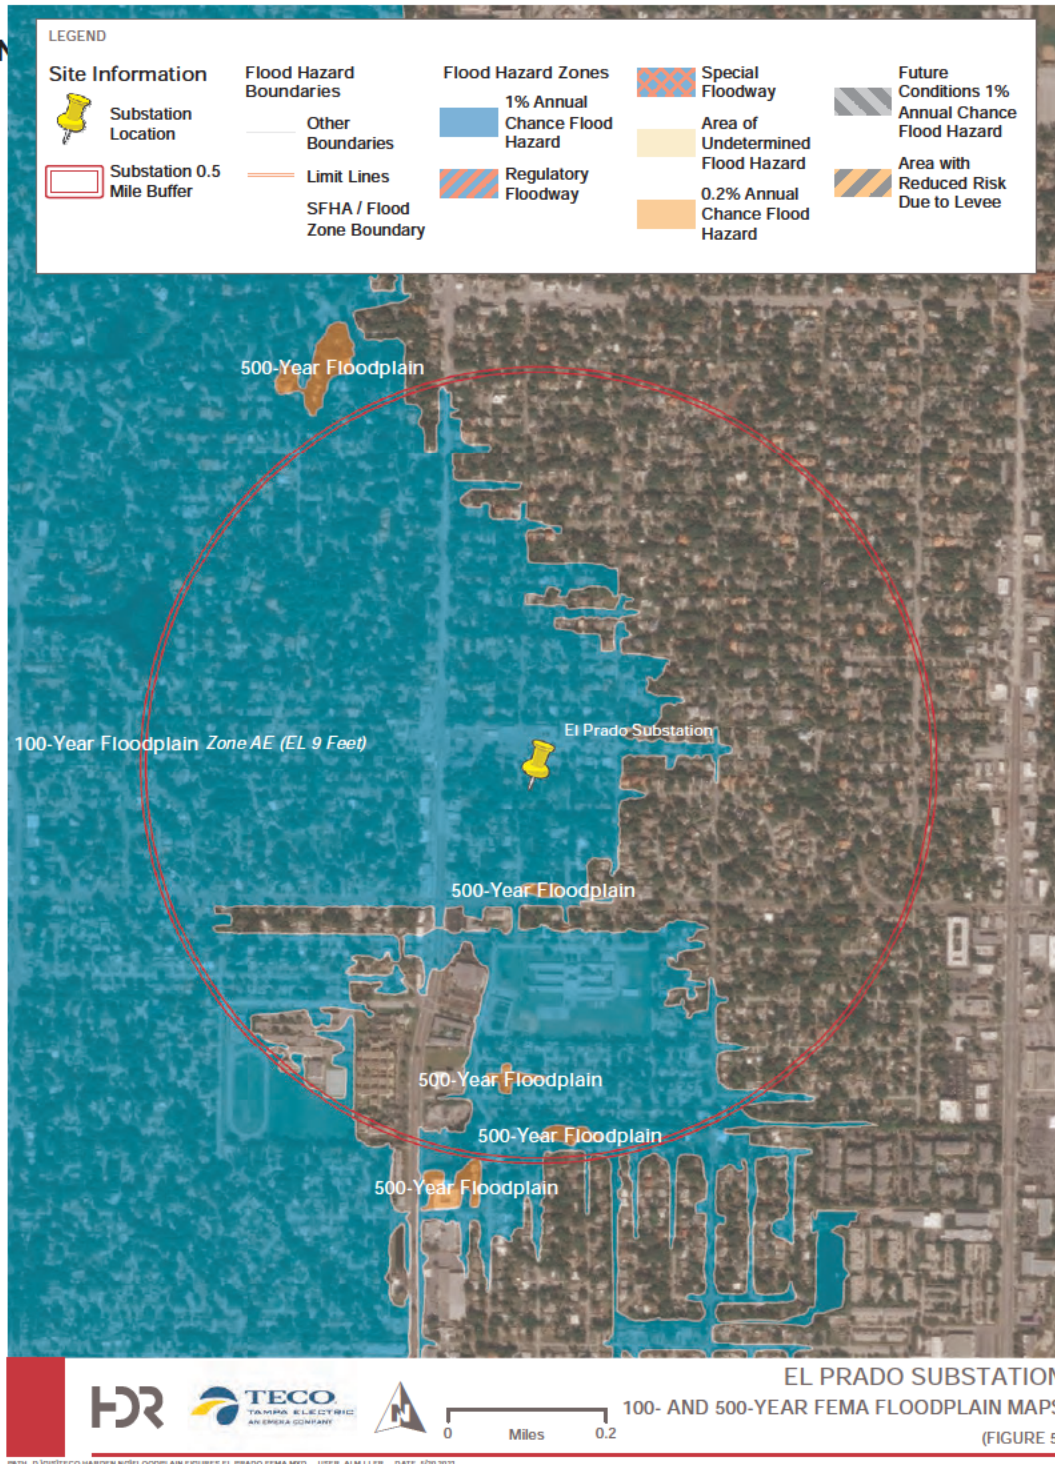 LEGEND
Site Information
Substation
Location
Substation 0.5
Mile Buffer
Flood Hazard
Boundaries
Other
Boundaries
Limit Lines
SFHA / Flood
Zone Boundary
Flood Hazard Zones
1% Annual
Chance Flood
Hazard
Regulatory
Floodway
Special
Floodway
Area of
Undetermined
Flood Hazard
0.2% Annual
Chance Flood
Hazard
Future
Conditions 1%
Annual Chance
Flood Hazard
Area with
Reduced Risk
Due to Levee
500-Year Floodplain
El Prado Substation
100-Year Floodplain Zone AE (EL 9 Feet)
500-Year Floodplain
500-Year Floodplain
500-Year Floodplain
500-Year Floodplain
HDR
TECO
TAMPA ELECTRIC
AN EMERA COMPANY
N
0 Miles 0.2
EL PRADO SUBSTATION
100- AND 500-YEAR FEMA FLOODPLAIN MAPS
(FIGURE 5